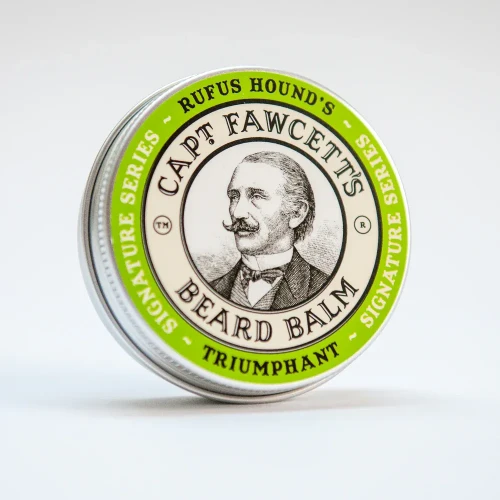 RUFUS HOUND'S
~ SIGNATURE SERIES ~
~ SIGNATURE SERIES ~
CAPT. FAWCETT'S
TM
R
BEARD BALM
TRIUMPHANT